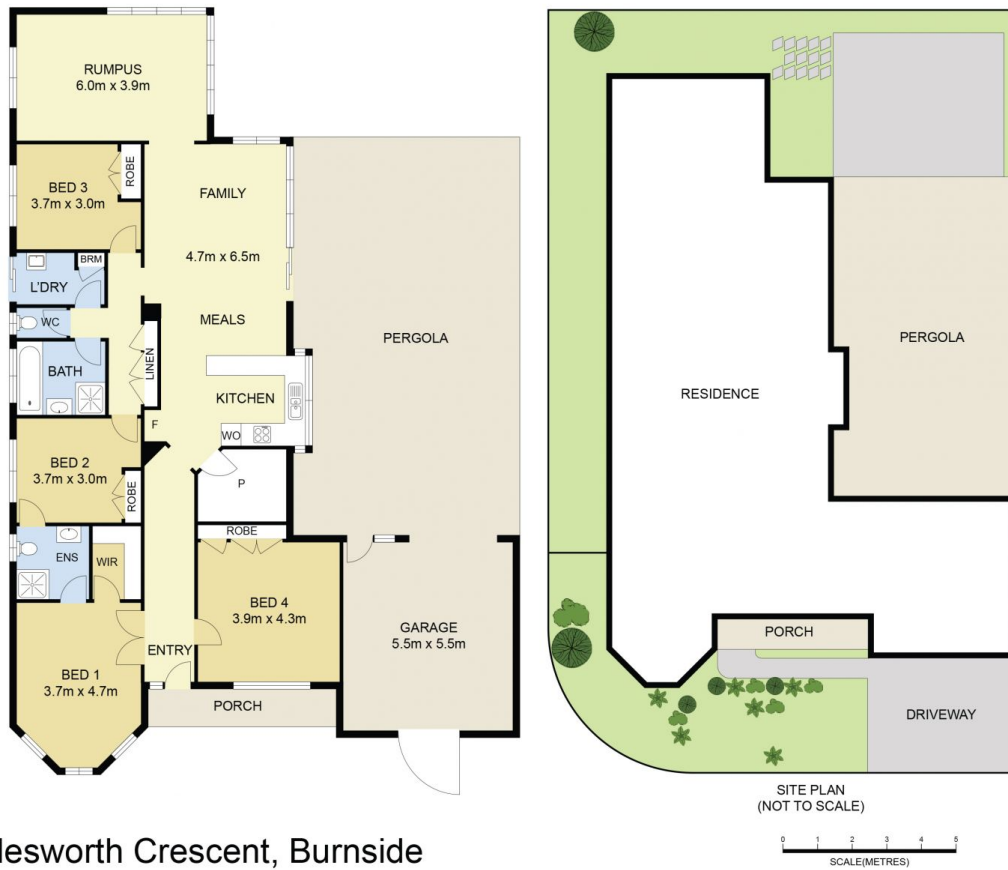 RUMPUS
6.0m x 3.9m
BED 3
3.7m x 3.0m
ROBE
FAMILY
4.7m x 6.5m
BRM
L'DRY
WC
MEALS
LINEN
BATH
KITCHEN
F
WO
PERGOLA
BED 2
3.7m x 3.0m
ROBE
P
ROBE
ENS
WIR
BED 4
3.9m x 4.3m
GARAGE
5.5m x 5.5m
ENTRY
BED 1
3.7m x 4.7m
PORCH
RESIDENCE
PERGOLA
PORCH
DRIVEWAY
SITE PLAN
(NOT TO SCALE)
0 1 2 3 4 5
SCALE(METRES)
Crescent, Burnside